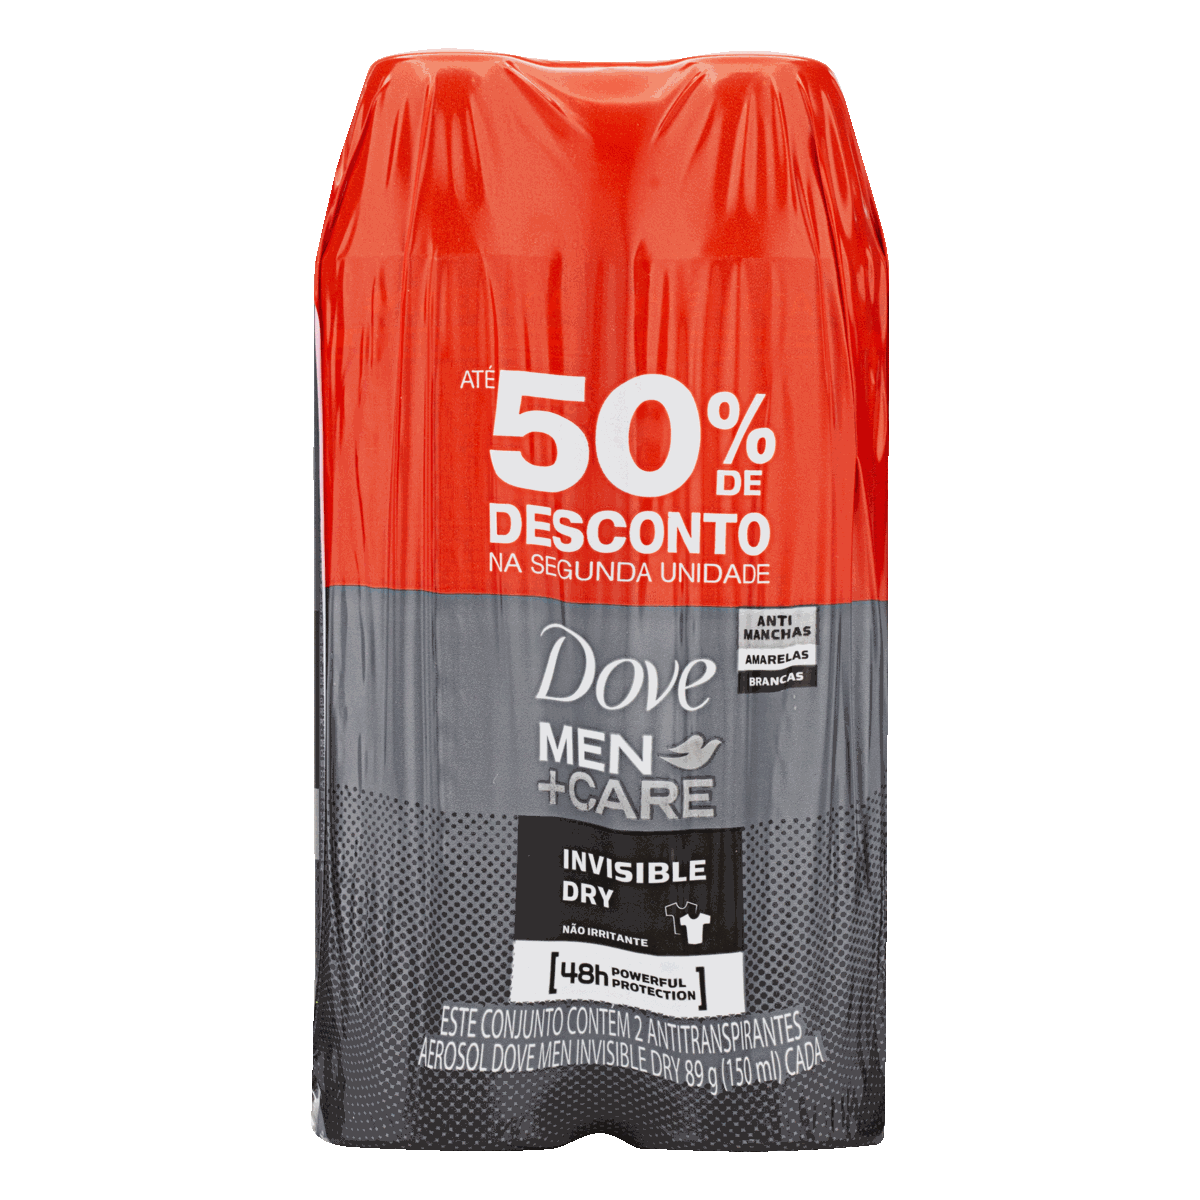 ATÉ
50%
DE
DESCONTO
NA SEGUNDA UNIDADE
ANTI
MANCHAS
AMARELAS
BRANCAS
Dove
MEN
+CARE
INVISIBLE
DRY
NÃO IRRITANTE
[48h POWERFUL
PROTECTION]
ESTE CONJUNTO CONTÉM 2 ANTITRANSPIRANTES
AEROSOL DOVE MEN INVISIBLE DRY 89 g (150 ml) CADA